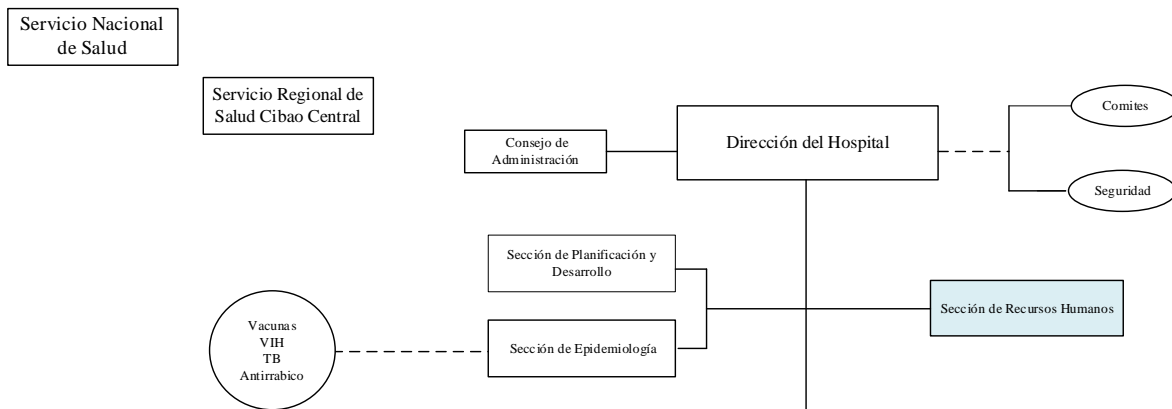 Servicio Nacional
de Salud
Servicio Regional de
Salud Cibao Central
Consejo de
Administración
Dirección del Hospital
Comites
Seguridad
Sección de Planificación y
Desarrollo
Sección de Recursos Humanos
Vacunas
VIH
TB
Antirrabico
Sección de Epidemiología